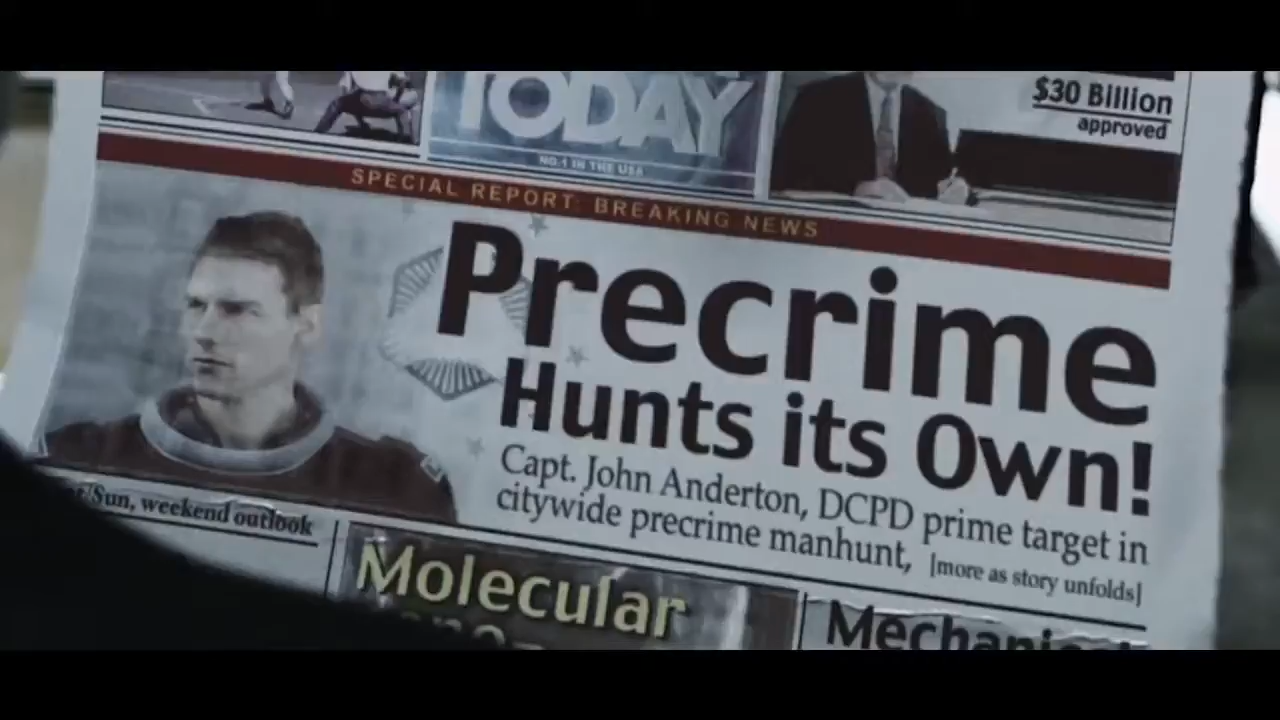 TODAY
NO.1 IN THE USA
$30 Billion
approved
SPECIAL REPORT: BREAKING NEWS
Precrime
Hunts its Own!
Capt. John Anderton, DCPD prime target in
citywide precrime manhunt, [more as story unfolds]
/Sun, weekend outlook
Molecular